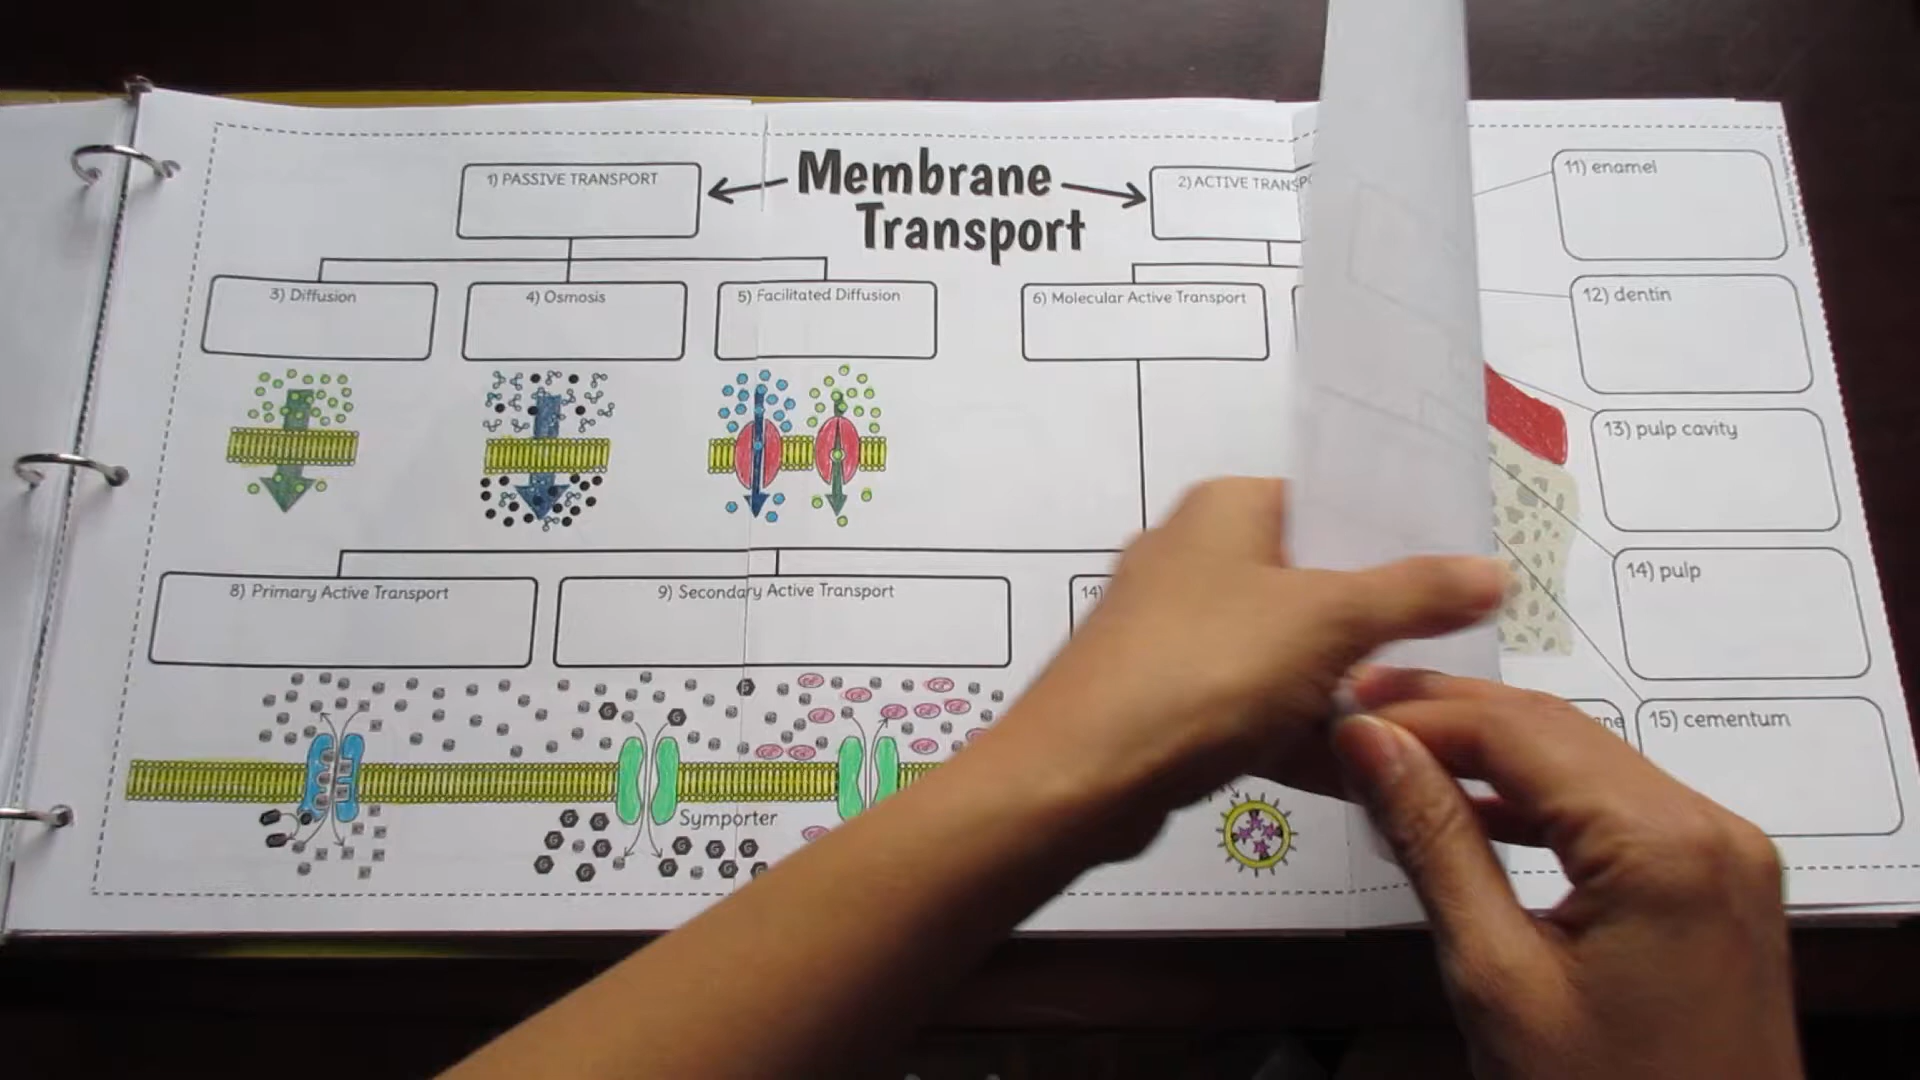 Membrane
Transport
1) PASSIVE TRANSPORT
2) ACTIVE
3) Diffusion
4) Osmosis
5) Facilitated Diffusion
6) Molecular Active Transport
8) Primary Active Transport
9) Secondary Active Transport
14)
Symporter
11) enamel
12) dentin
13) pulp cavity
14) pulp
15) cementum